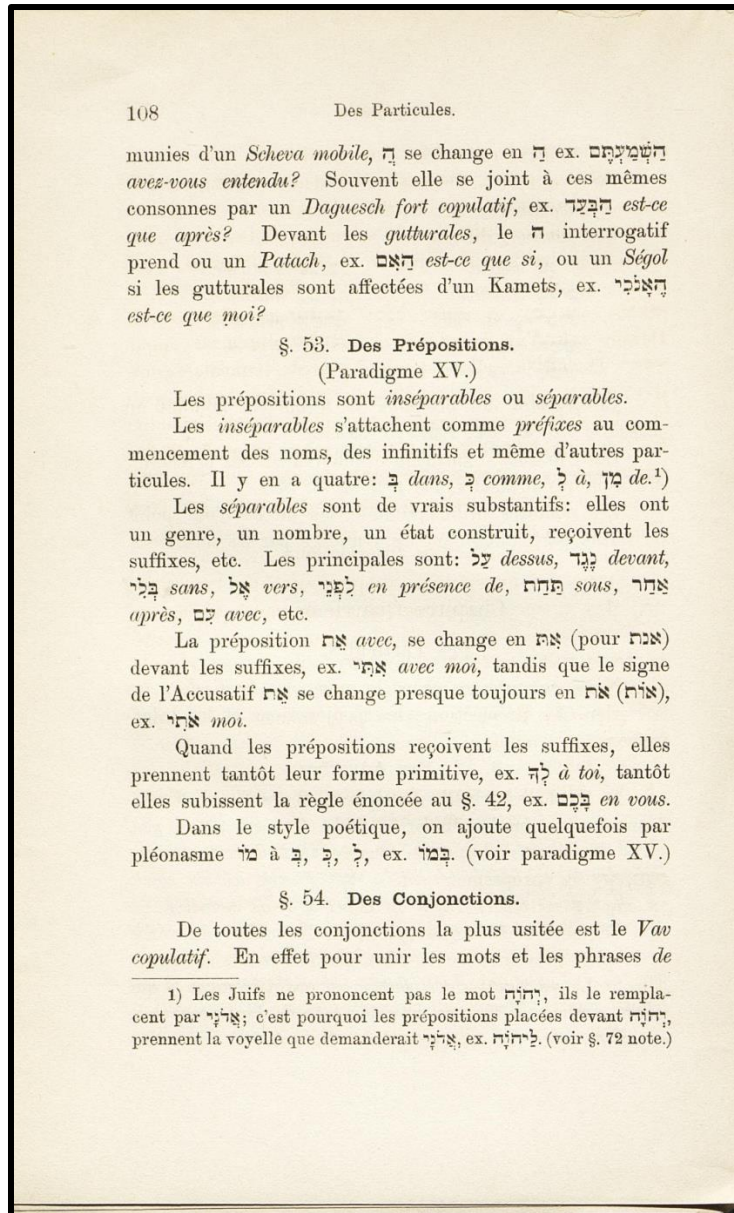 108 Des Particules.
munies d'un Scheva mobile, הֲ se change en הַ ex. הַשְּׁמַעְתֶּם
avez-vous entendu? Souvent elle se joint à ces mêmes
consonnes par un Daguesch fort copulatif, ex. הַבְּעַד est-ce
que après? Devant les gutturales, le ה interrogatif
prend ou un Patach, ex. הַאִם est-ce que si, ou un Ségol
si les gutturales sont affectées d'un Kamets, ex. הֶאָנֹכִי
est-ce que moi?
§. 53. Des Prépositions.
(Paradigme XV.)
Les prépositions sont inséparables ou séparables.
Les inséparables s'attachent comme préfixes au com-
mencement des noms, des infinitifs et même d'autres par-
ticules. Il y en a quatre: בְּ dans, כְּ comme, לְ à, מִן de.¹)
Les séparables sont de vrais substantifs: elles ont
un genre, un nombre, un état construit, reçoivent les
suffixes, etc. Les principales sont: עַל dessus, נֶגֶד devant,
בְּלִי sans, אֶל vers, לִפְנֵי en présence de, תַּחַת sous, אַחַר
après, עִם avec, etc.
La préposition אֵת avec, se change en אִתּ (pour אנת)
devant les suffixes, ex. אִתִּי avec moi, tandis que le signe
de l'Accusatif אֵת se change presque toujours en אֹת (אוֹת),
ex. אֹתִי moi.
Quand les prépositions reçoivent les suffixes, elles
prennent tantôt leur forme primitive, ex. לְךָ à toi, tantôt
elles subissent la règle énoncée au §. 42, ex. בָּכֶם en vous.
Dans le style poétique, on ajoute quelquefois par
pléonasme מוֹ à בְּ, כְּ, לְ, ex. בְּמוֹ. (voir paradigme XV.)
§. 54. Des Conjonctions.
De toutes les conjonctions la plus usitée est le Vav
copulatif. En effet pour unir les mots et les phrases de
1) Les Juifs ne prononcent pas le mot יְהֹוָה, ils le rempla-
cent par אֲדֹנָי; c'est pourquoi les prépositions placées devant יְהֹוָה,
prennent la voyelle que demanderait אֲדֹנָי, ex. לַיהֹוָה. (voir §. 72 note.)